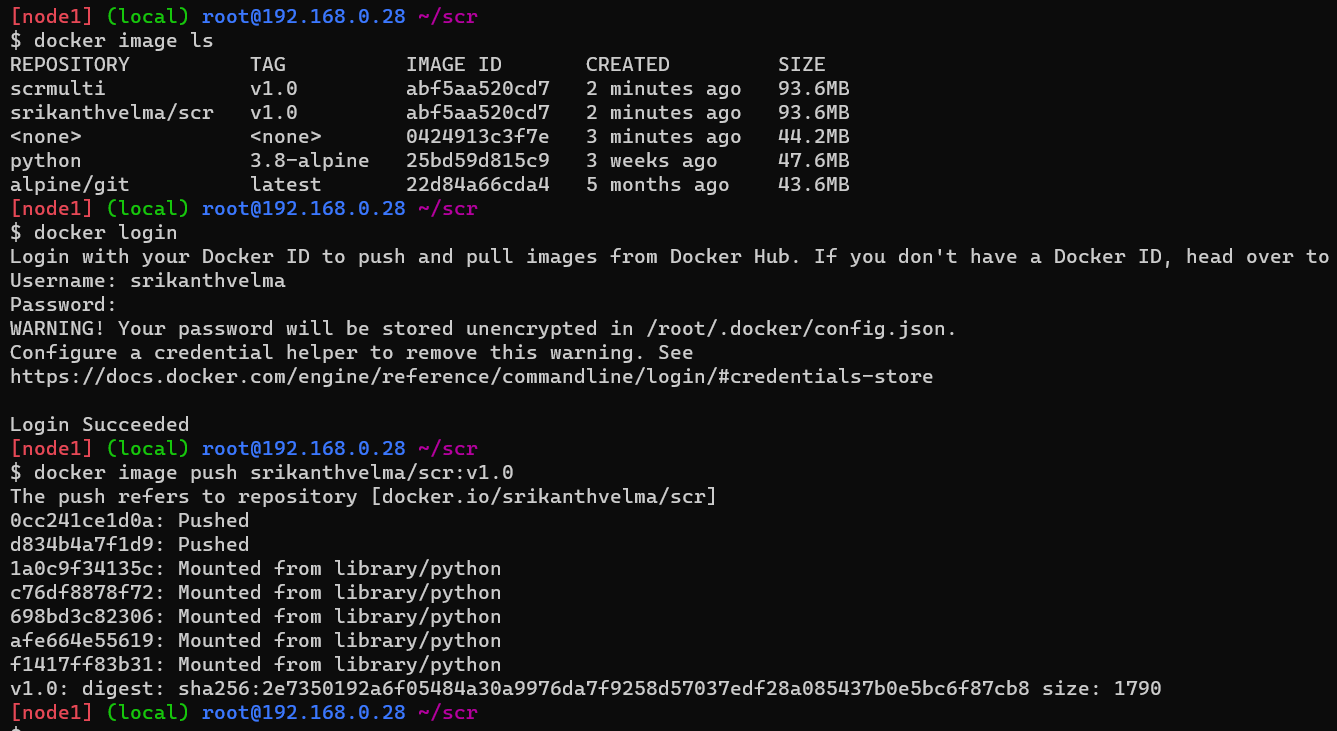 [node1] (local) root@192.168.0.28 ~/scr
$ docker image ls
REPOSITORY          TAG          IMAGE ID       CREATED         SIZE
scrmulti            v1.0         abf5aa520cd7   2 minutes ago   93.6MB
srikanthvelma/scr   v1.0         abf5aa520cd7   2 minutes ago   93.6MB
<none>              <none>       0424913c3f7e   3 minutes ago   44.2MB
python              3.8-alpine   25bd59d815c9   3 weeks ago     47.6MB
alpine/git          latest       22d84a66cda4   5 months ago    43.6MB
[node1] (local) root@192.168.0.28 ~/scr
$ docker login
Login with your Docker ID to push and pull images from Docker Hub. If you don't have a Docker ID, head over to
Username: srikanthvelma
Password:
WARNING! Your password will be stored unencrypted in /root/.docker/config.json.
Configure a credential helper to remove this warning. See
https://docs.docker.com/engine/reference/commandline/login/#credentials-store

Login Succeeded
[node1] (local) root@192.168.0.28 ~/scr
$ docker image push srikanthvelma/scr:v1.0
The push refers to repository [docker.io/srikanthvelma/scr]
0cc241ce1d0a: Pushed
d834b4a7f1d9: Pushed
1a0c9f34135c: Mounted from library/python
c76df8878f72: Mounted from library/python
698bd3c82306: Mounted from library/python
afe664e55619: Mounted from library/python
f1417ff83b31: Mounted from library/python
v1.0: digest: sha256:2e7350192a6f05484a30a9976da7f9258d57037edf28a085437b0e5bc6f87cb8 size: 1790
[node1] (local) root@192.168.0.28 ~/scr
$